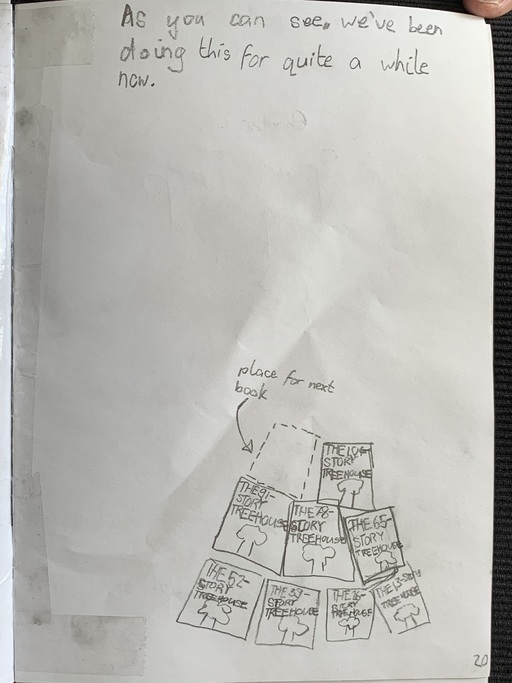 As you can see, we've been
doing this for quite a while
now.
place for next
book
THE 104-
STORY
TREEHOUSE
THE 91-
STORY
TREEHOUSE
THE 78-
STORY
TREEHOUSE
THE 65-
STORY
TREEHOUSE
THE 52-
STORY
TREEHOUSE
THE 39-
STORY
TREEHOUSE
THE 26-
STORY
TREEHOUSE
THE 13-STORY
TREEHOUSE
20